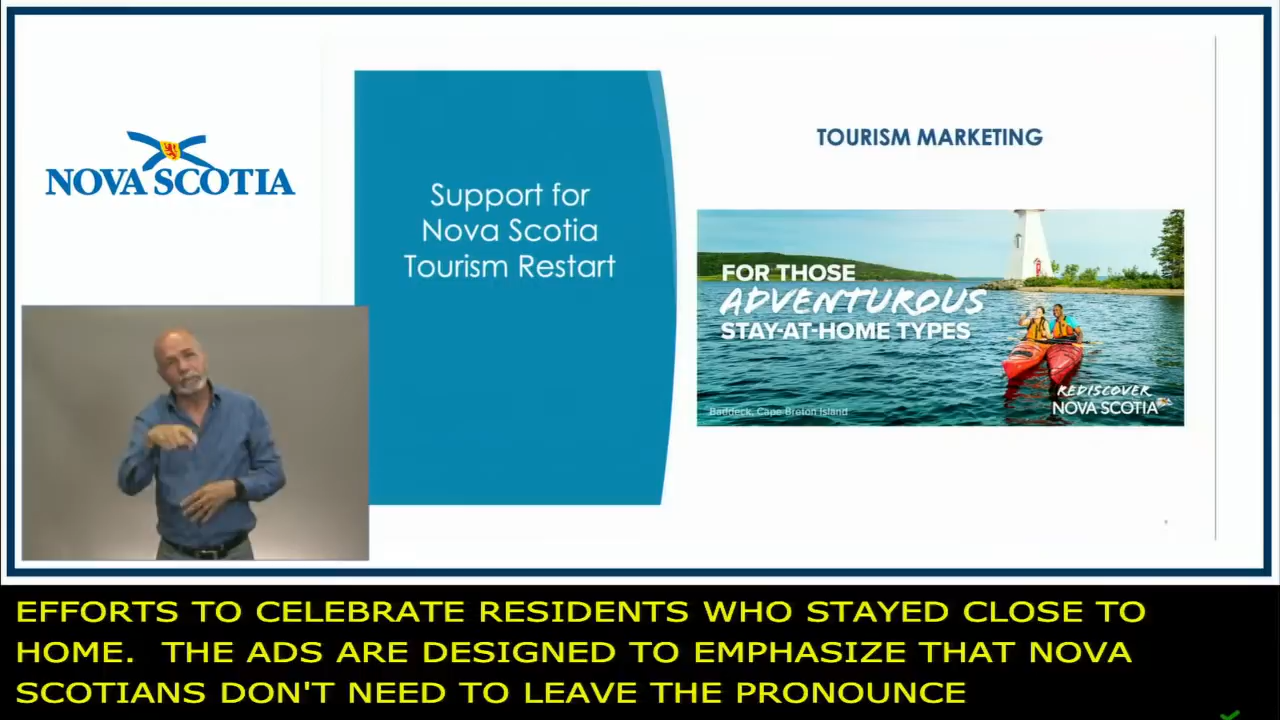 NOVA SCOTIA
Support for
Nova Scotia
Tourism Restart
TOURISM MARKETING
FOR THOSE
ADVENTUROUS
STAY-AT-HOME TYPES
REDISCOVER
NOVA SCOTIA
Baddeck, Cape Breton Island
EFFORTS TO CELEBRATE RESIDENTS WHO STAYED CLOSE TO
HOME.  THE ADS ARE DESIGNED TO EMPHASIZE THAT NOVA
SCOTIANS DON'T NEED TO LEAVE THE PRONOUNCE